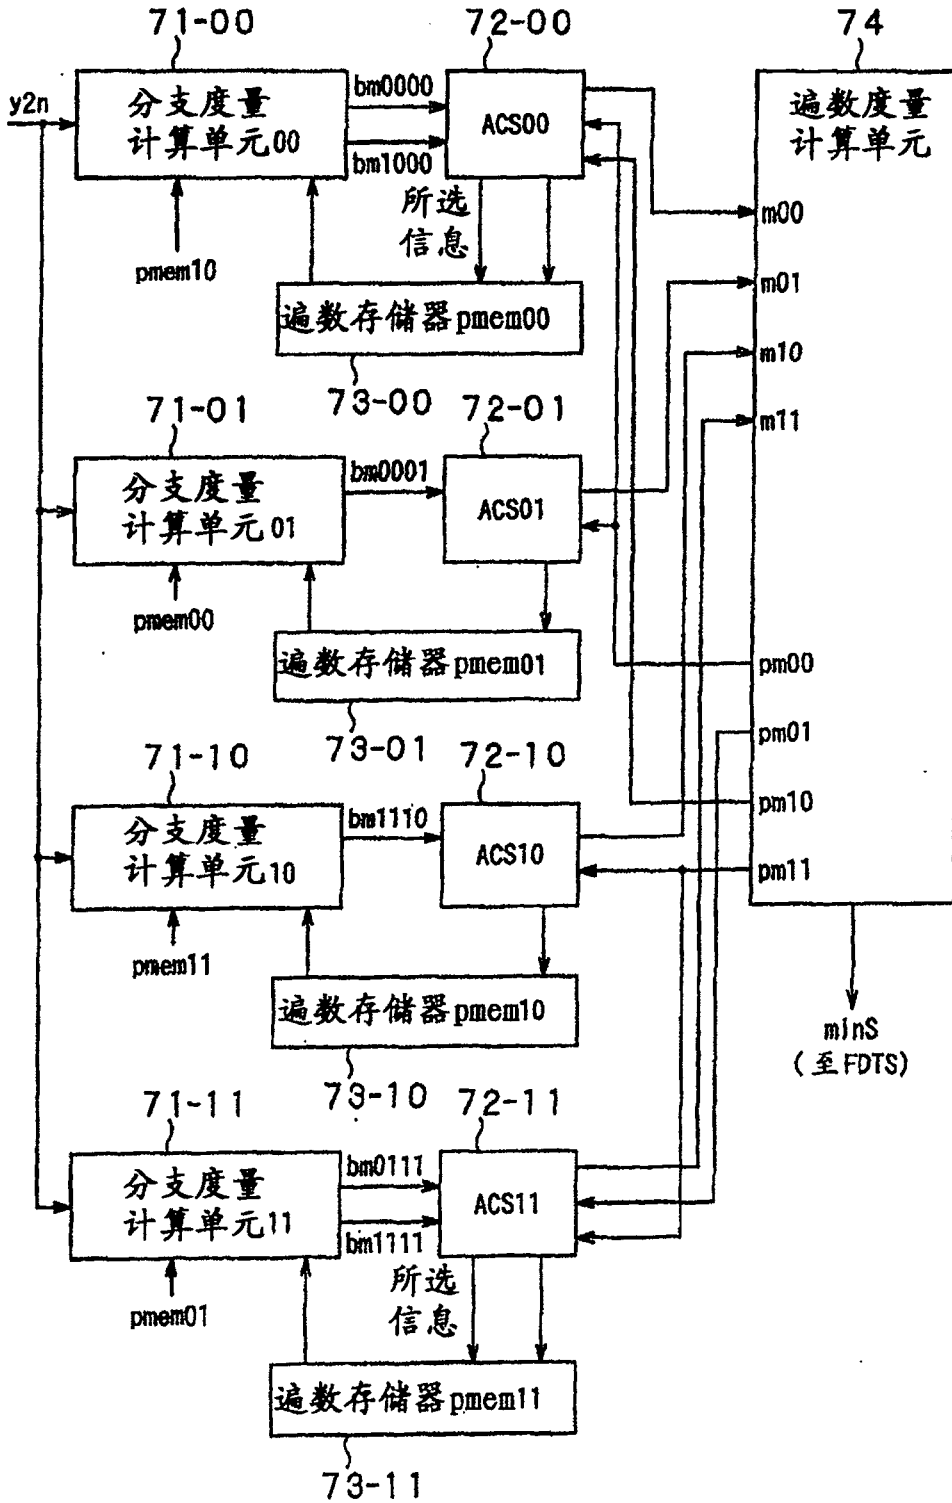 71-00
72-00
74
y2n
分支度量
计算单元00
bm0000
bm1000
ACS00
遍数度量
计算单元
所选
信息
m00
pmem10
m01
遍数存储器pmem00
m10
73-00
71-01
72-01
m11
分支度量
计算单元01
bm0001
ACS01
pmem00
遍数存储器pmem01
pm00
73-01
pm01
71-10
72-10
分支度量
计算单元10
bm1110
ACS10
pm10
pm11
pmem11
遍数存储器pmem10
minS
(至FDTS)
73-10
71-11
72-11
分支度量
计算单元11
bm0111
bm1111
ACS11
所选
信息
pmem01
遍数存储器pmem11
73-11